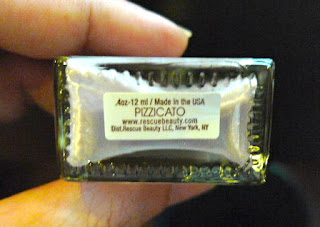 .4oz-12 ml / Made in the USA
PIZZICATO
www.rescuebeauty.com
Dist.Rescue Beauty LLC, New York, NY